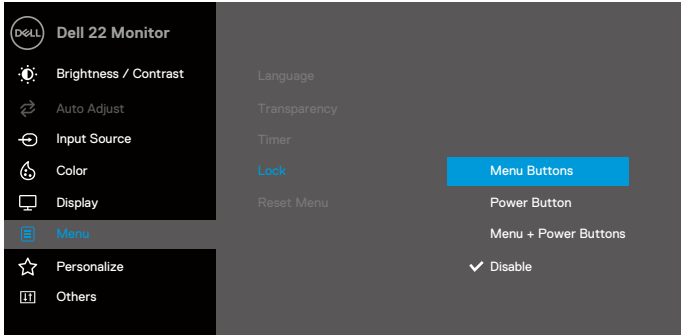 DELL
Dell 22 Monitor
Brightness / Contrast
Auto Adjust
Input Source
Color
Display
Menu
Personalize
Others
Language
Transparency
Timer
Lock
Reset Menu
Menu Buttons
Power Button
Menu + Power Buttons
Disable